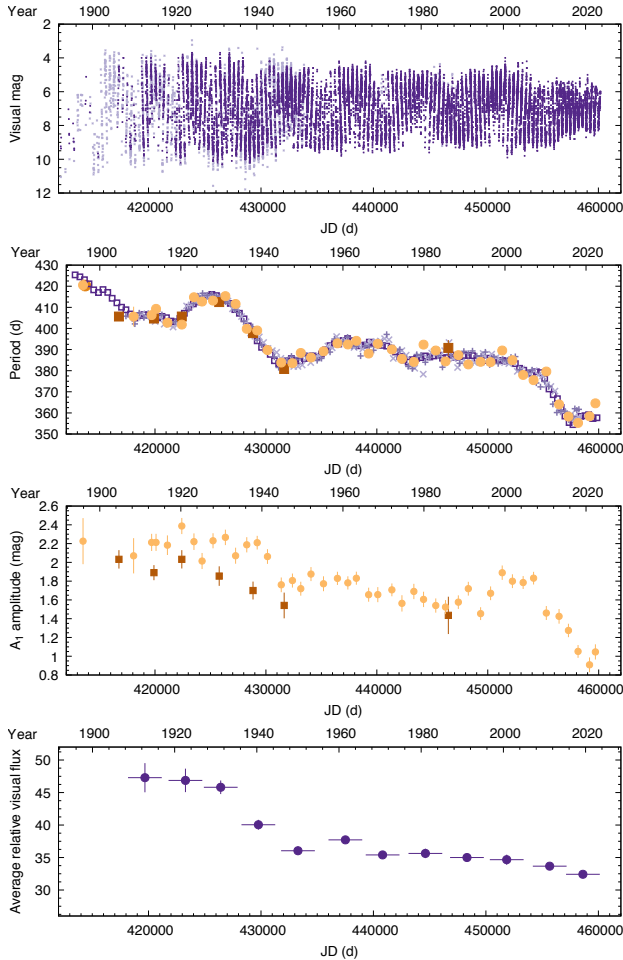 Year 1900 1920 1940 1960 1980 2000 2020
2
4
6
8
10
12
Visual mag
420000 430000 440000 450000 460000
JD (d)
Year 1900 1920 1940 1960 1980 2000 2020
430
420
410
400
390
380
370
360
350
Period (d)
420000 430000 440000 450000 460000
JD (d)
Year 1900 1920 1940 1960 1980 2000 2020
2.6
2.4
2.2
2
1.8
1.6
1.4
1.2
1
0.8
A1 amplitude (mag)
420000 430000 440000 450000 460000
JD (d)
Year 1900 1920 1940 1960 1980 2000 2020
50
45
40
35
30
Average relative visual flux
420000 430000 440000 450000 460000
JD (d)